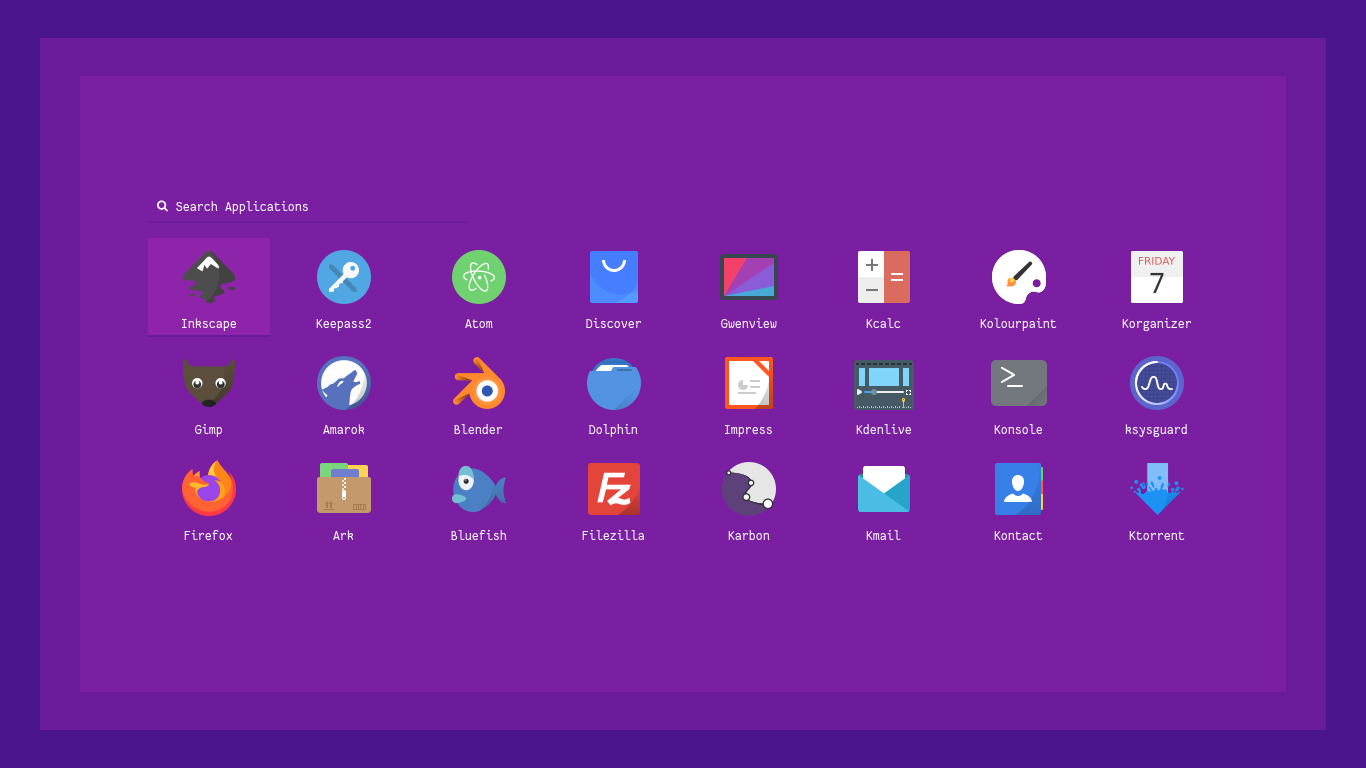 Search Applications
Inkscape Keepass2 Atom Discover Gwenview Kcalc Kolourpaint FRIDAY 7 Korganizer
Gimp Amarok Blender Dolphin Impress Kdenlive Konsole ksysguard
Firefox Ark Bluefish Fz Filezilla Karbon Kmail Kontact Ktorrent